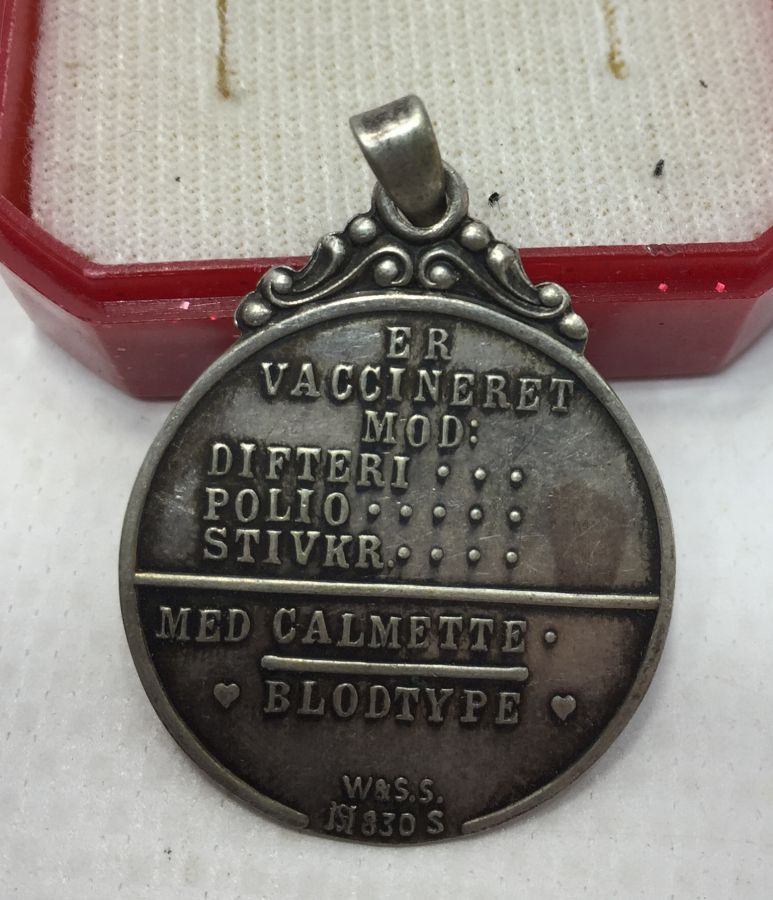 ER
VACCINERET
MOD:
DIFTERI · · ·
POLIO · · · · ·
STIVKR. · · · ·
MED CALMETTE ·
♥ BLODTYPE ♥
W&S.S.
830 S